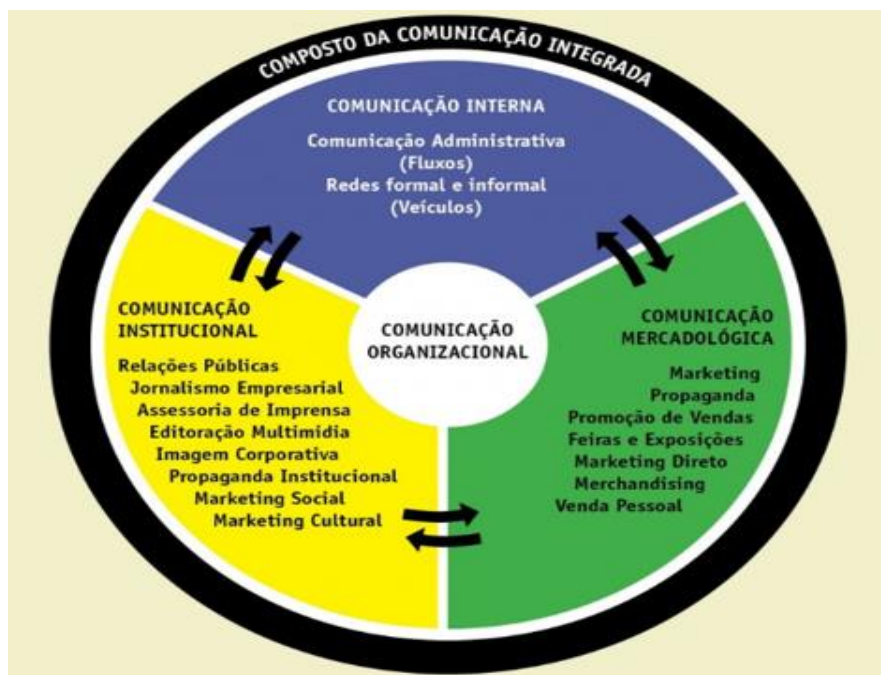 COMPOSTO DA COMUNICAÇÃO INTEGRADA
COMUNICAÇÃO INTERNA
Comunicação Administrativa
(Fluxos)
Redes formal e informal
(Veículos)
COMUNICAÇÃO
INSTITUCIONAL
Relações Públicas
Jornalismo Empresarial
Assessoria de Imprensa
Editoração Multimidia
Imagem Corporativa
Propaganda Institucional
Marketing Social
Marketing Cultural
COMUNICAÇÃO
ORGANIZACIONAL
COMUNICAÇÃO
MERCADOLÓGICA
Marketing
Propaganda
Promoção de Vendas
Feiras e Exposições
Marketing Direto
Merchandising
Venda Pessoal